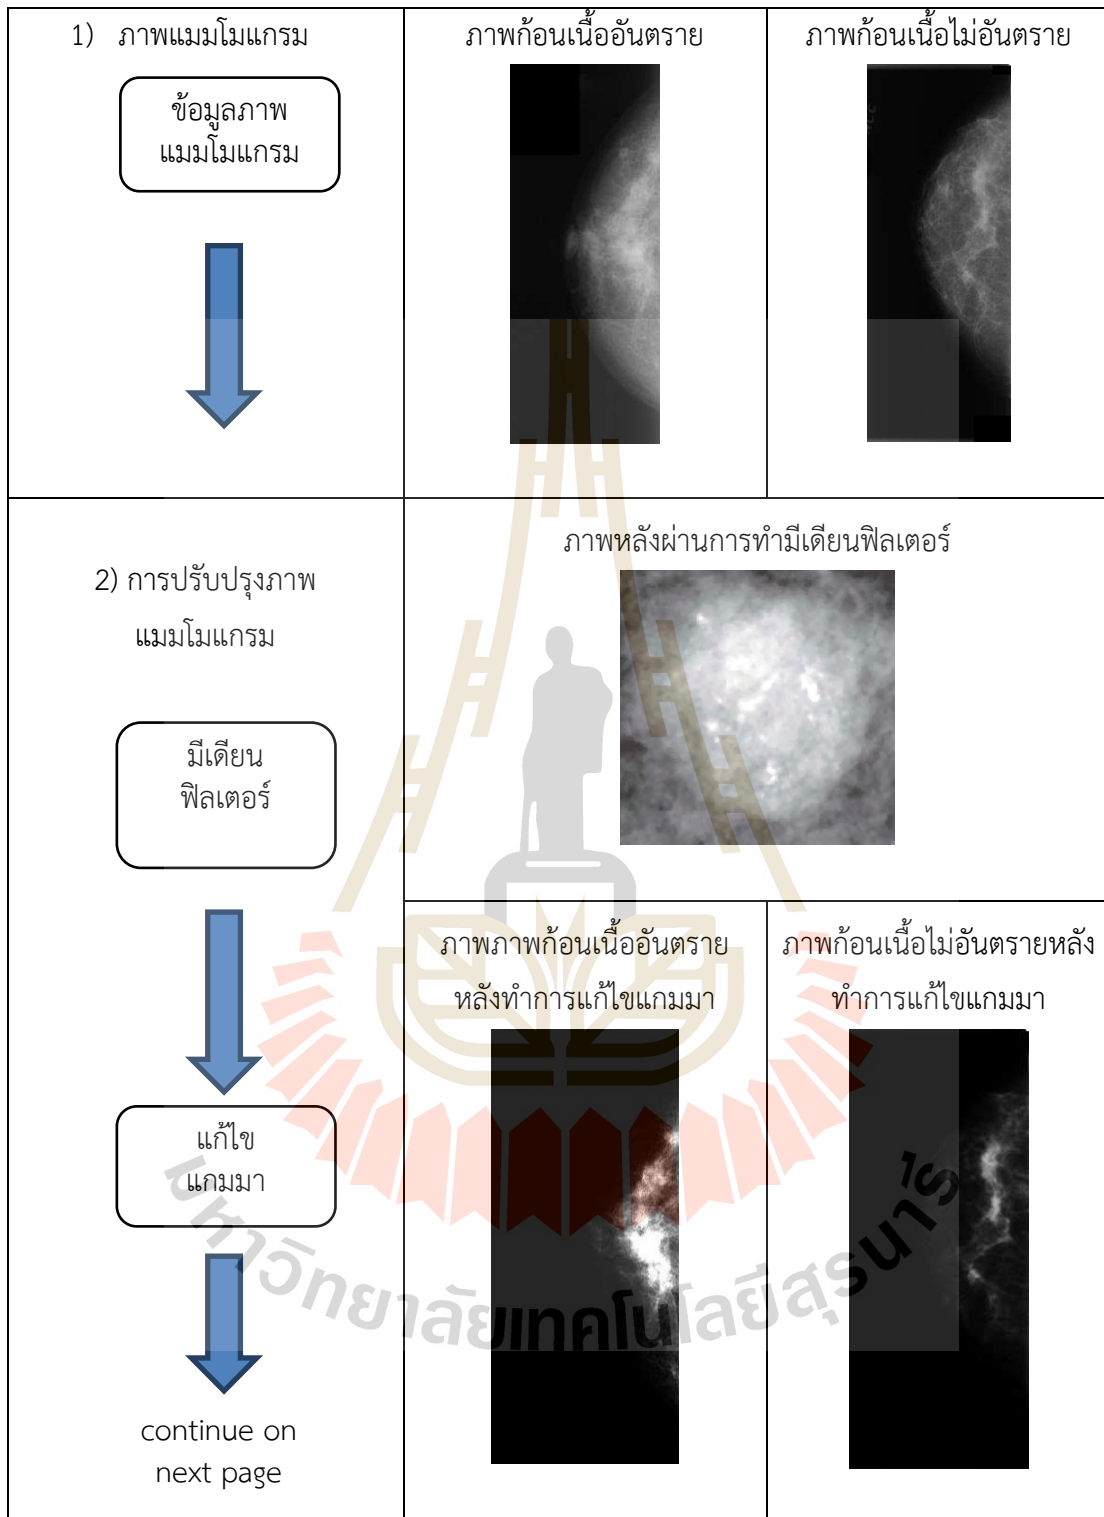 1) ภาพแมมโมแกรม
ข้อมูลภาพ
แมมโมแกรม
ภาพก้อนเนื้ออันตราย
ภาพก้อนเนื้อไม่อันตราย
2) การปรับปรุงภาพ
แมมโมแกรม
มีเดียน
ฟิลเตอร์
ภาพหลังผ่านการทำมีเดียนฟิลเตอร์
แก้ไข
แกมมา
ภาพภาพก้อนเนื้ออันตราย
หลังทำการแก้ไขแกมมา
ภาพก้อนเนื้อไม่อันตรายหลัง
ทำการแก้ไขแกมมา
continue on
next page
มหาวิทยาลัยเทคโนโลยีสุรนารี